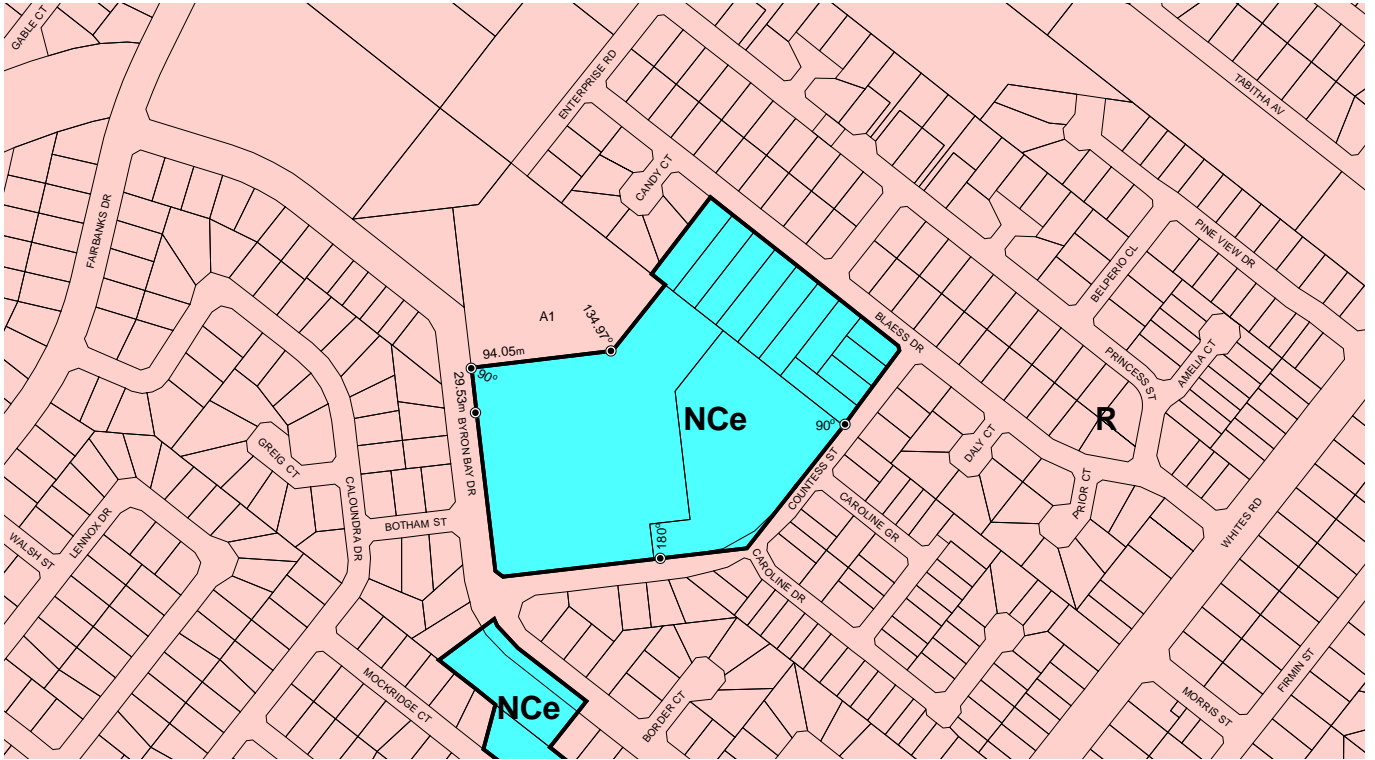 GABLE CT
ENTERPRISE RD
TABITHA AV
CANDY CT
FAIRBANKS DR
PINE VIEW DR
BELPERIO CL
A1
134.97°
BLAESS DR
94.05m
90°
29.53m
PRINCESS ST
AMELIA CT
NCe
R
90°
BYRON BAY DR
DALY CT
GREIG CT
COUNTESS ST
PRIOR CT
CALOUNDRA DR
CAROLINE GR
WHITES RD
LENNOX DR
BOTHAM ST
180°
WALSH ST
CAROLINE DR
FIRMIN ST
MOCKRIDGE CT
NCe
BORDER CT
MORRIS ST